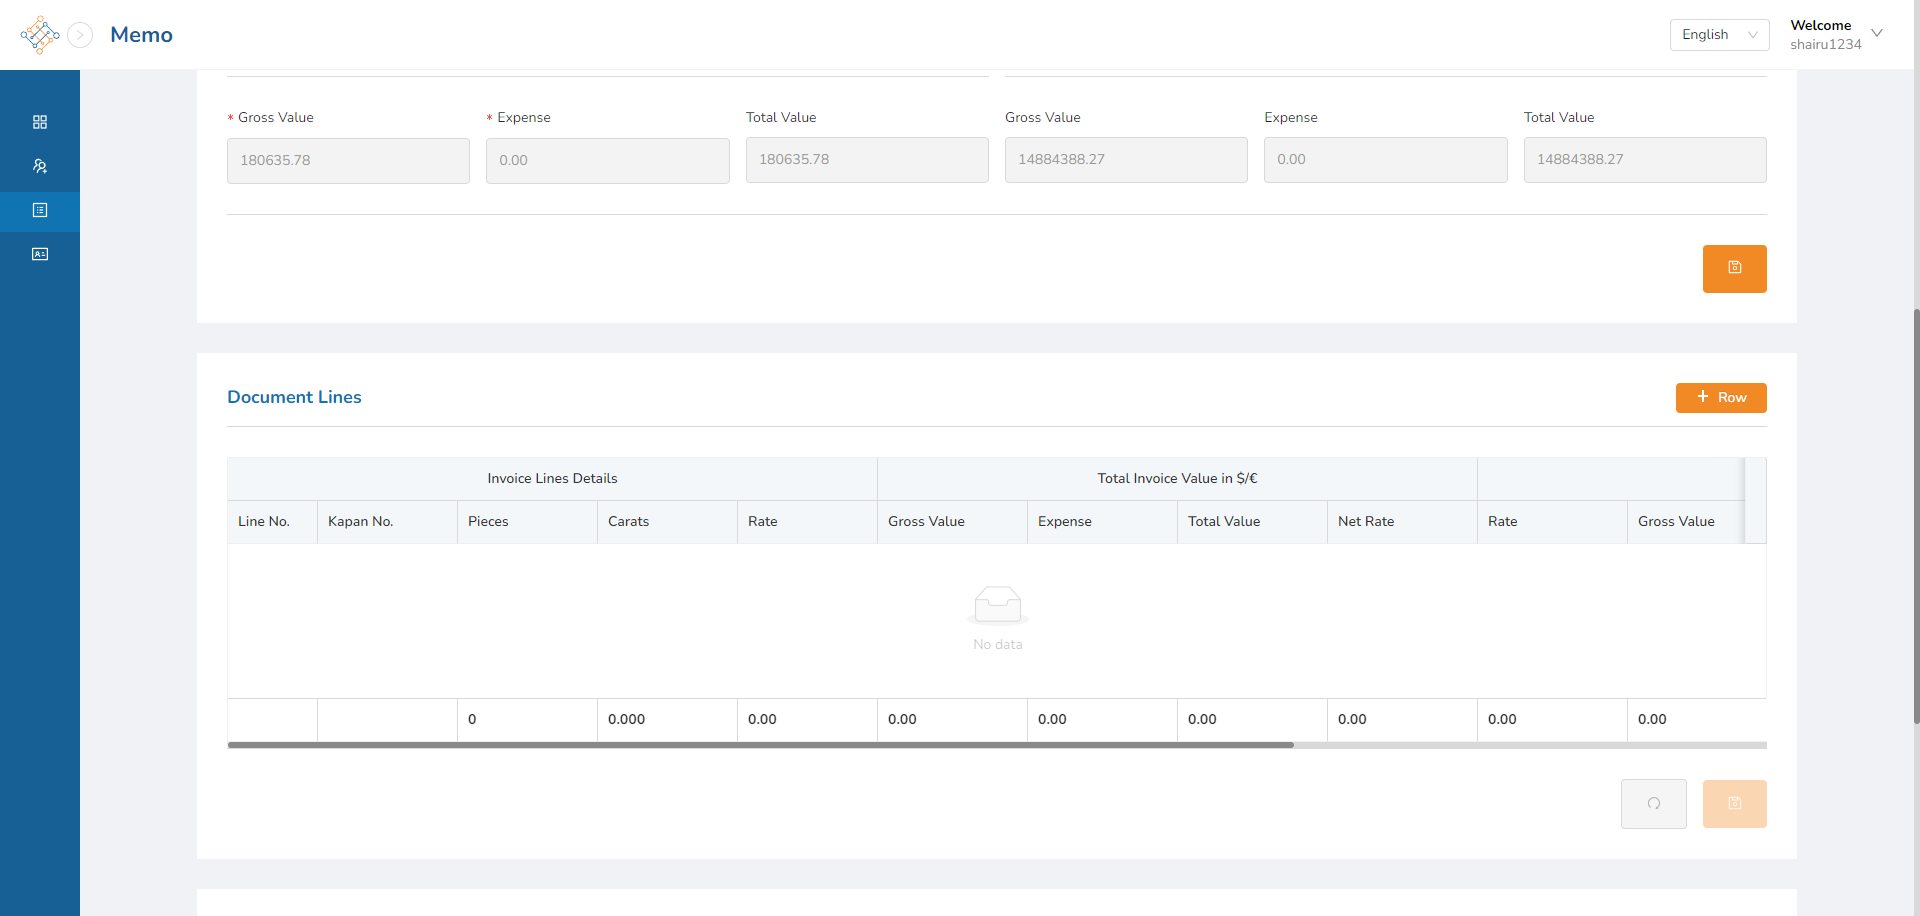 Memo
English
Welcome
shairu1234
* Gross Value
* Expense
Total Value
Gross Value
Expense
Total Value
180635.78
0.00
180635.78
14884388.27
0.00
14884388.27
Document Lines
+ Row
Invoice Lines Details
Total Invoice Value in $/€
Line No.
Kapan No.
Pieces
Carats
Rate
Gross Value
Expense
Total Value
Net Rate
Rate
Gross Value
No data
0
0.000
0.00
0.00
0.00
0.00
0.00
0.00
0.00